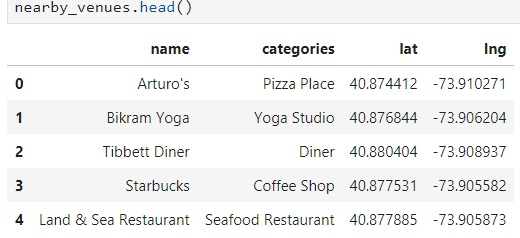 nearby_venues.head()
name categories lat lng
0 Arturo's Pizza Place 40.874412 -73.910271
1 Bikram Yoga Yoga Studio 40.876844 -73.906204
2 Tibbett Diner Diner 40.880404 -73.908937
3 Starbucks Coffee Shop 40.877531 -73.905582
4 Land & Sea Restaurant Seafood Restaurant 40.877885 -73.905873